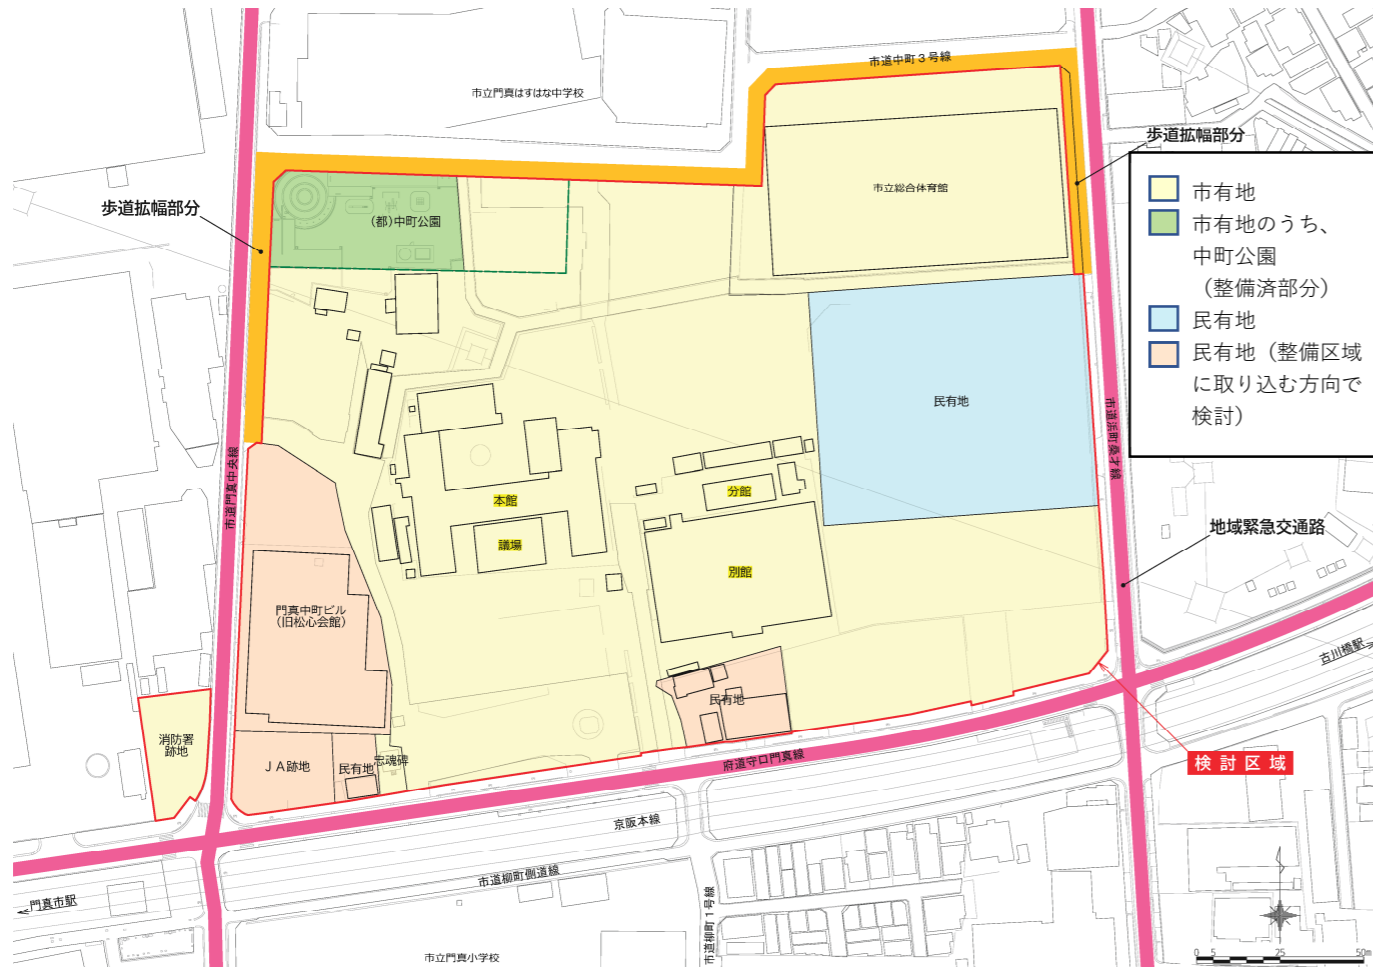 市道中町３号線
市立門真はすはな中学校
歩道拡幅部分
市立総合体育館
市有地
市有地のうち、
中町公園
（整備済部分）
民有地
民有地（整備区域
に取り込む方向で
検討）
歩道拡幅部分
(都)中町公園
民有地
市道浜町桑才線
市道門真中央線
本館
分館
議場
別館
地域緊急交通路
門真中町ビル
（旧松心会館）
民有地
古川橋駅
消防署
跡地
ＪＡ跡地
民有地
忠魂碑
府道守口門真線
検討区域
京阪本線
市道柳町側道線
門真市駅
市道柳町１号線
市立門真小学校
0 5 25 50m